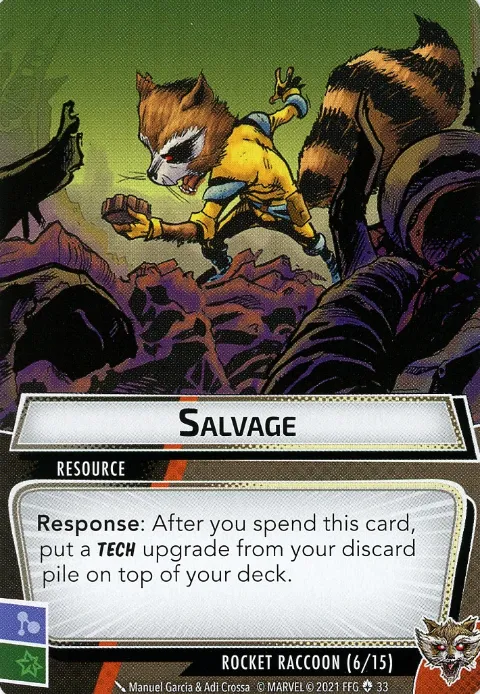 Salvage
RESOURCE
Response: After you spend this card,
put a TECH upgrade from your discard
pile on top of your deck.
ROCKET RACCOON (6/15)
Manuel Garcia & Adi Crossa © MARVEL © 2021 FFG 33